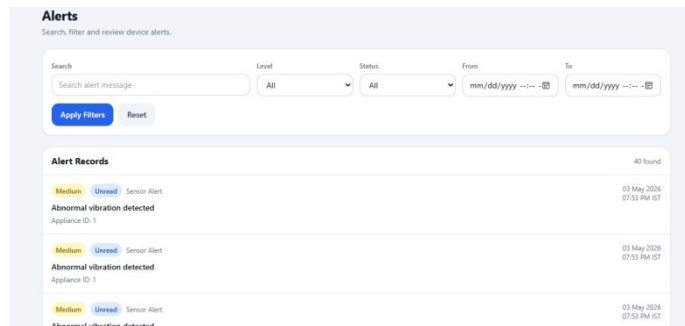 Alerts
Search, filter and review device alerts.
Search Level Status From To
Search alert message All All mm/dd/yyyy --:-- - mm/dd/yyyy --:-- -
Apply Filters Reset
Alert Records 40 found
Medium Unread Sensor Alert 03 May 2026
07:53 PM IST
Abnormal vibration detected
Appliance ID: 1
Medium Unread Sensor Alert 03 May 2026
07:53 PM IST
Abnormal vibration detected
Appliance ID: 1
Medium Unread Sensor Alert 03 May 2026
07:53 PM IST
Abnormal vibration detected